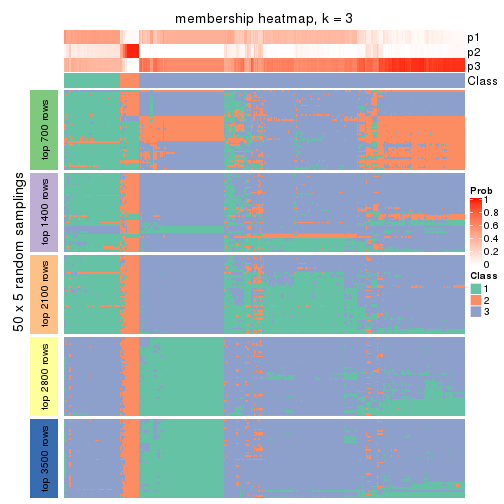 membership heatmap, k = 3
p1
p2
p3
Class
50 x 5 random samplings
top 700 rows
top 1400 rows
top 2100 rows
top 2800 rows
top 3500 rows
Prob
1
0.8
0.6
0.4
0.2
0
Class
1
2
3